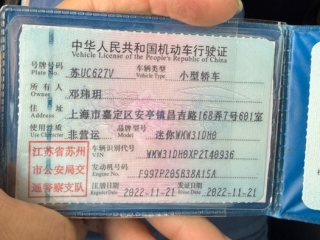 中华人民共和国机动车行驶证
Vehicle License of the People's Republic of China
号牌号码 苏UC627V 车辆类型 小型轿车
Plate No. Vehicle Type
所有人 邓玮玥
Owner
住址 上海市嘉定区安亭镇昌吉路168弄7号601室
Address
使用性质 非营运 品牌型号 迷你WMW31DH0
Use Character Model
江苏省苏州
市公安局交
通警察支队
车辆识别代号 WMW31DH0XP2T40936
VIN
发动机号码 F997P205B38A15A
Engine No.
注册日期 2022-11-21 发证日期 2022-11-21
Register Date Issue Date